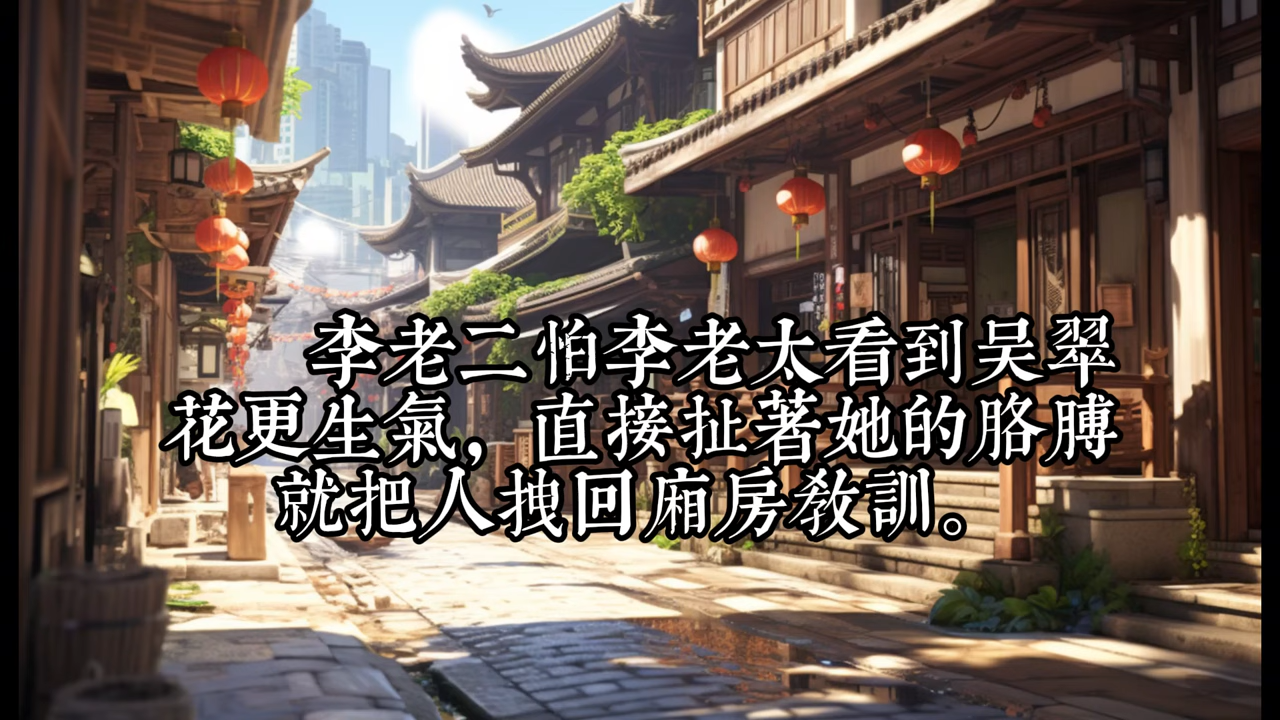 李老二怕李老太看到吴翠
花更生氣，直接扯著她的胳膊
就把人拽回廂房教訓。